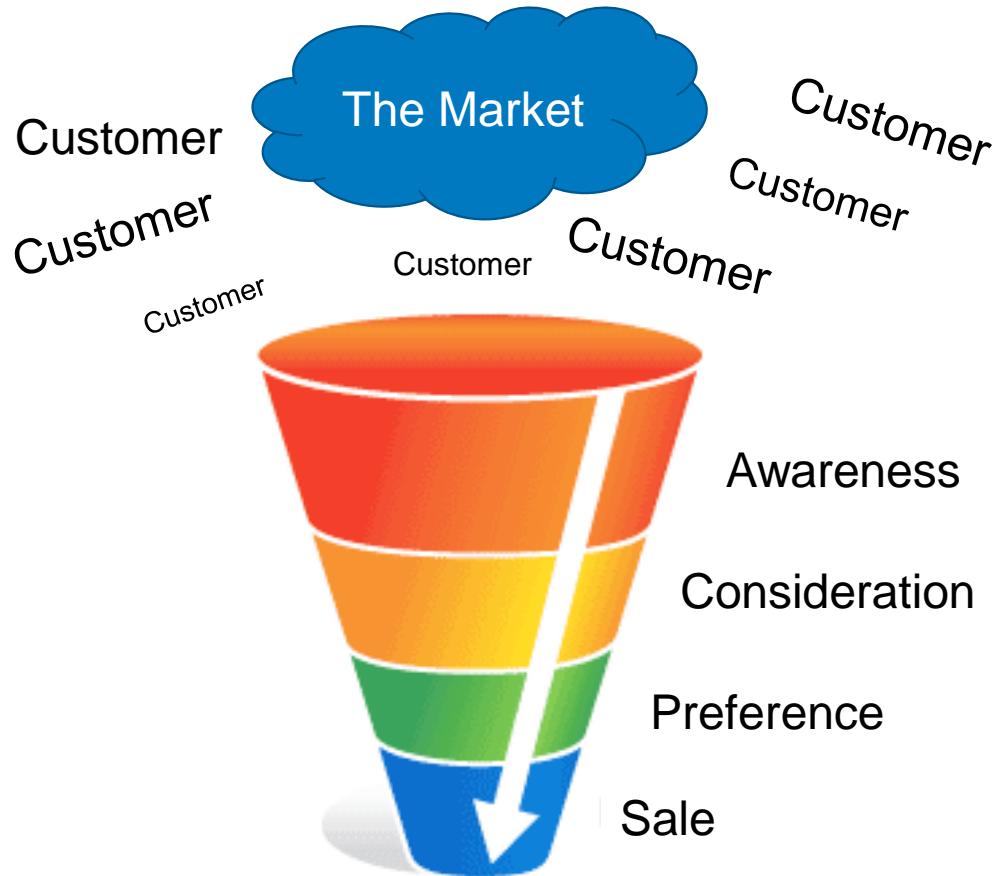 The Market
Customer
Customer
Customer
Customer
Customer
Customer
Customer
Awareness
Consideration
Preference
Sale